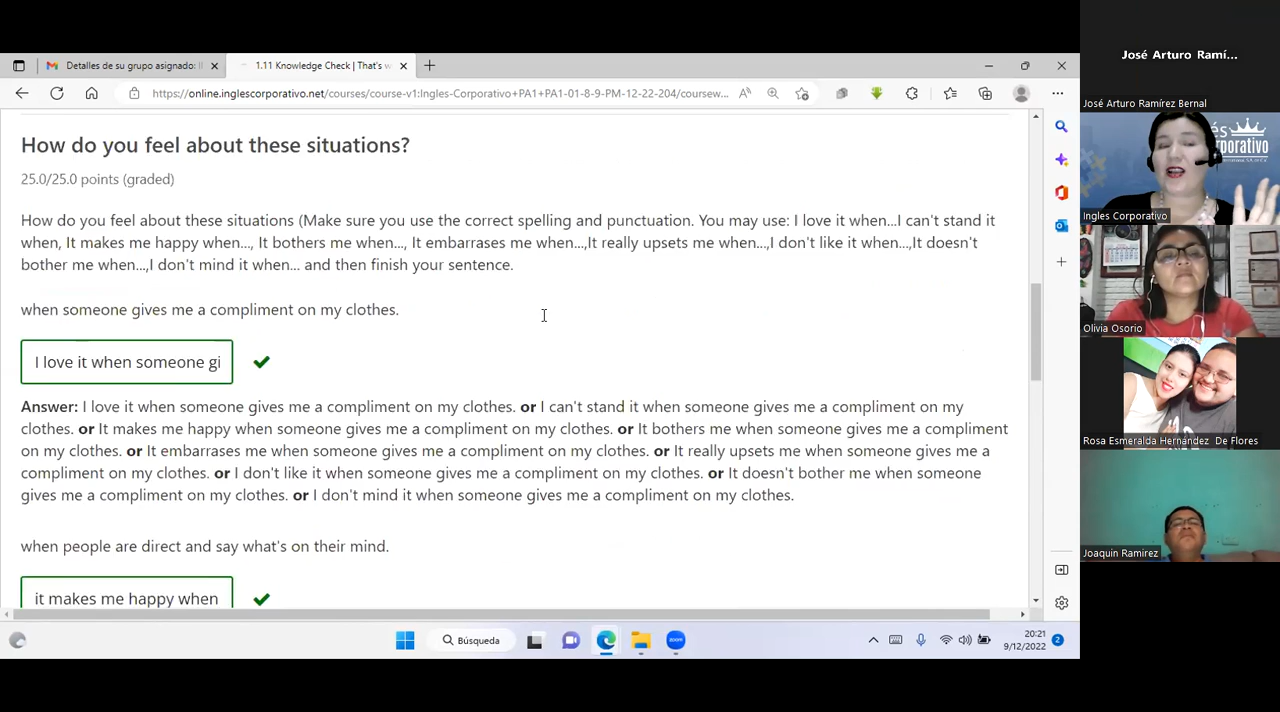 Detalles de su grupo asignado: I
1.11 Knowledge Check | That's w
https://online.inglescorporativo.net/courses/course-v1:Ingles-Corporativo+PA1+PA1-01-8-9-PM-12-22-204/coursew...
How do you feel about these situations?
25.0/25.0 points (graded)
How do you feel about these situations (Make sure you use the correct spelling and punctuation. You may use: I love it when...I can't stand it
when, It makes me happy when..., It bothers me when..., It embarrases me when...,It really upsets me when...,I don't like it when...,It doesn't
bother me when...,I don't mind it when... and then finish your sentence.
when someone gives me a compliment on my clothes.
I love it when someone gi
Answer: I love it when someone gives me a compliment on my clothes. or I can't stand it when someone gives me a compliment on my
clothes. or It makes me happy when someone gives me a compliment on my clothes. or It bothers me when someone gives me a compliment
on my clothes. or It embarrases me when someone gives me a compliment on my clothes. or It really upsets me when someone gives me a
compliment on my clothes. or I don't like it when someone gives me a compliment on my clothes. or It doesn't bother me when someone
gives me a compliment on my clothes. or I don't mind it when someone gives me a compliment on my clothes.
when people are direct and say what's on their mind.
it makes me happy when
Búsqueda
zoom
20:21
9/12/2022
2
José Arturo Ramí...
José Arturo Ramírez Bernal
és
rporativo
Ingles Corporativo
Olivia Osorio
Rosa Esmeralda Hernández De Flores
Joaquin Ramirez